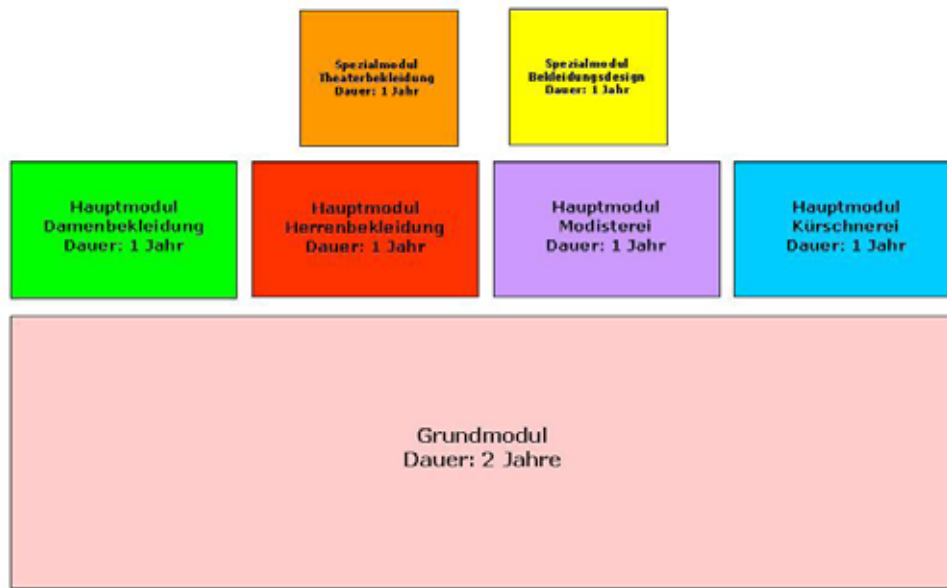 Spezialmodul
Theaterbekleidung
Dauer: 1 Jahr
Spezialmodul
Bekleidungsdesign
Dauer: 1 Jahr
Hauptmodul
Damenbekleidung
Dauer: 1 Jahr
Hauptmodul
Herrenbekleidung
Dauer: 1 Jahr
Hauptmodul
Modisterei
Dauer: 1 Jahr
Hauptmodul
Kürschnerei
Dauer: 1 Jahr
Grundmodul
Dauer: 2 Jahre